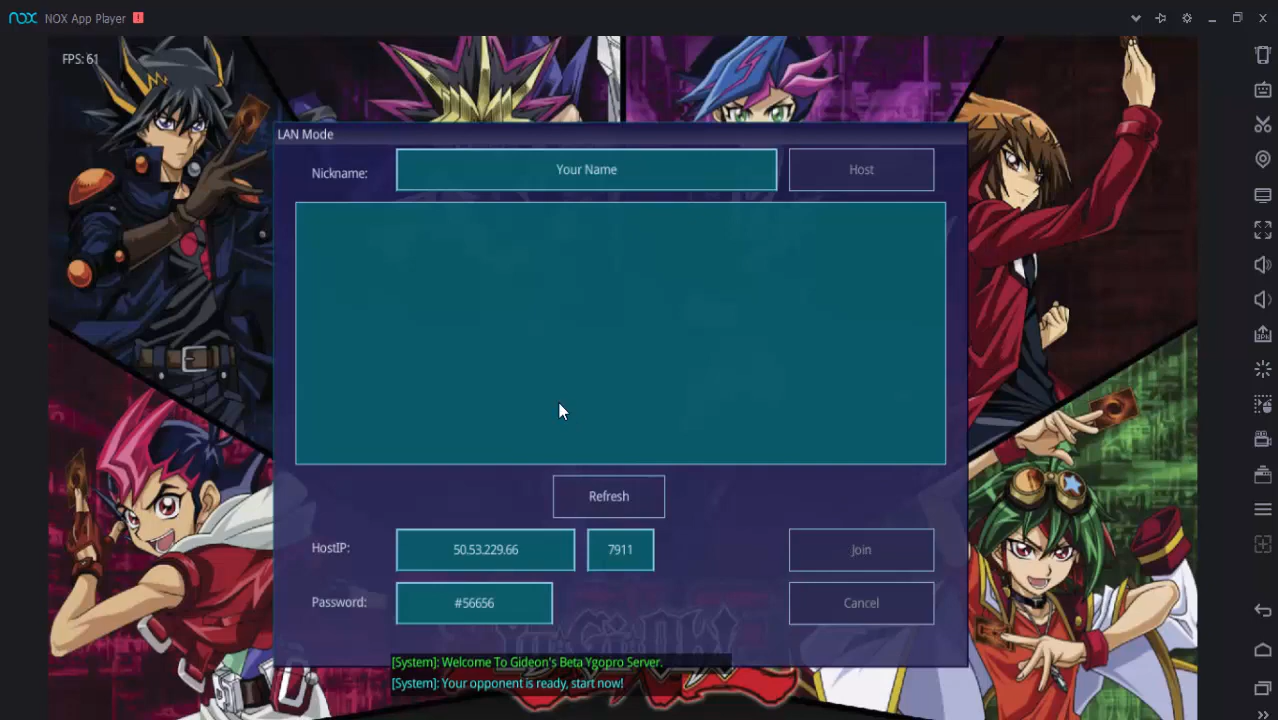 nox NOX App Player
FPS: 61
LAN Mode
Nickname: Your Name Host
Refresh
HostIP: 50.53.229.66 7911 Join
Password: #56656 Cancel
[System]: Welcome To Gideon's Beta Ygopro Server.
[System]: Your opponent is ready, start now!